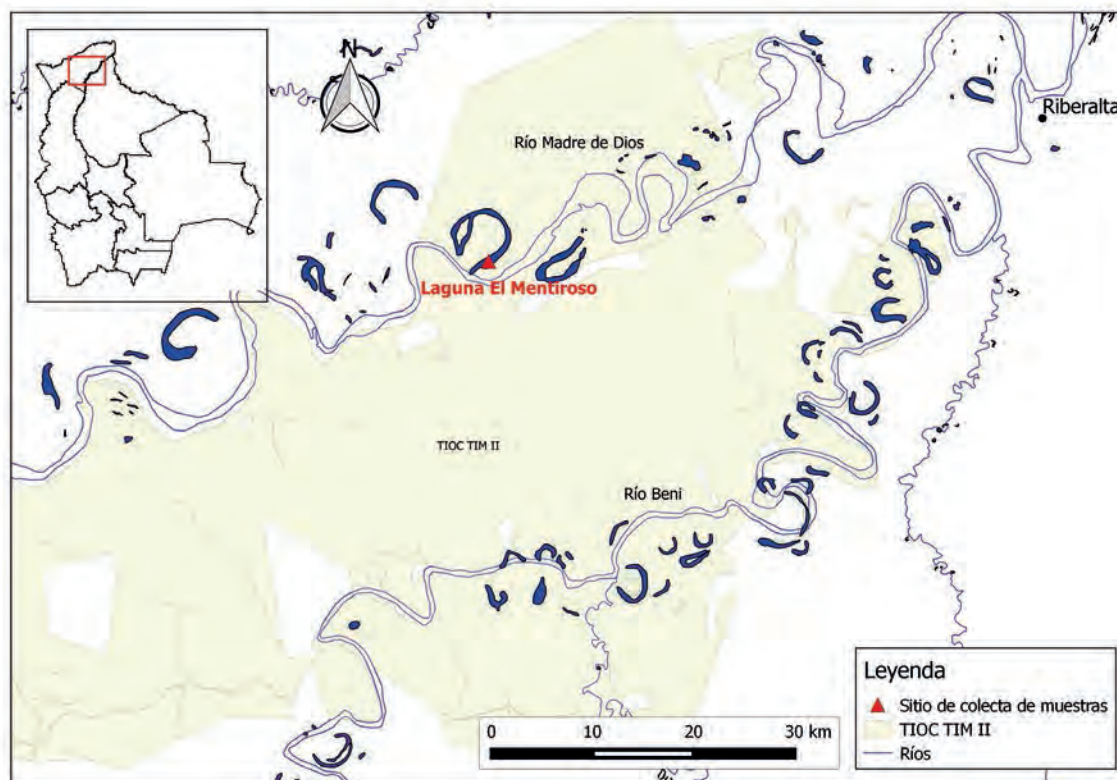 N
Riberalta
Río Madre de Dios
Laguna El Mentiroso
TIOC TIM II
Río Beni
Leyenda
Sitio de colecta de muestras
TIOC TIM II
Ríos
0 10 20 30 km